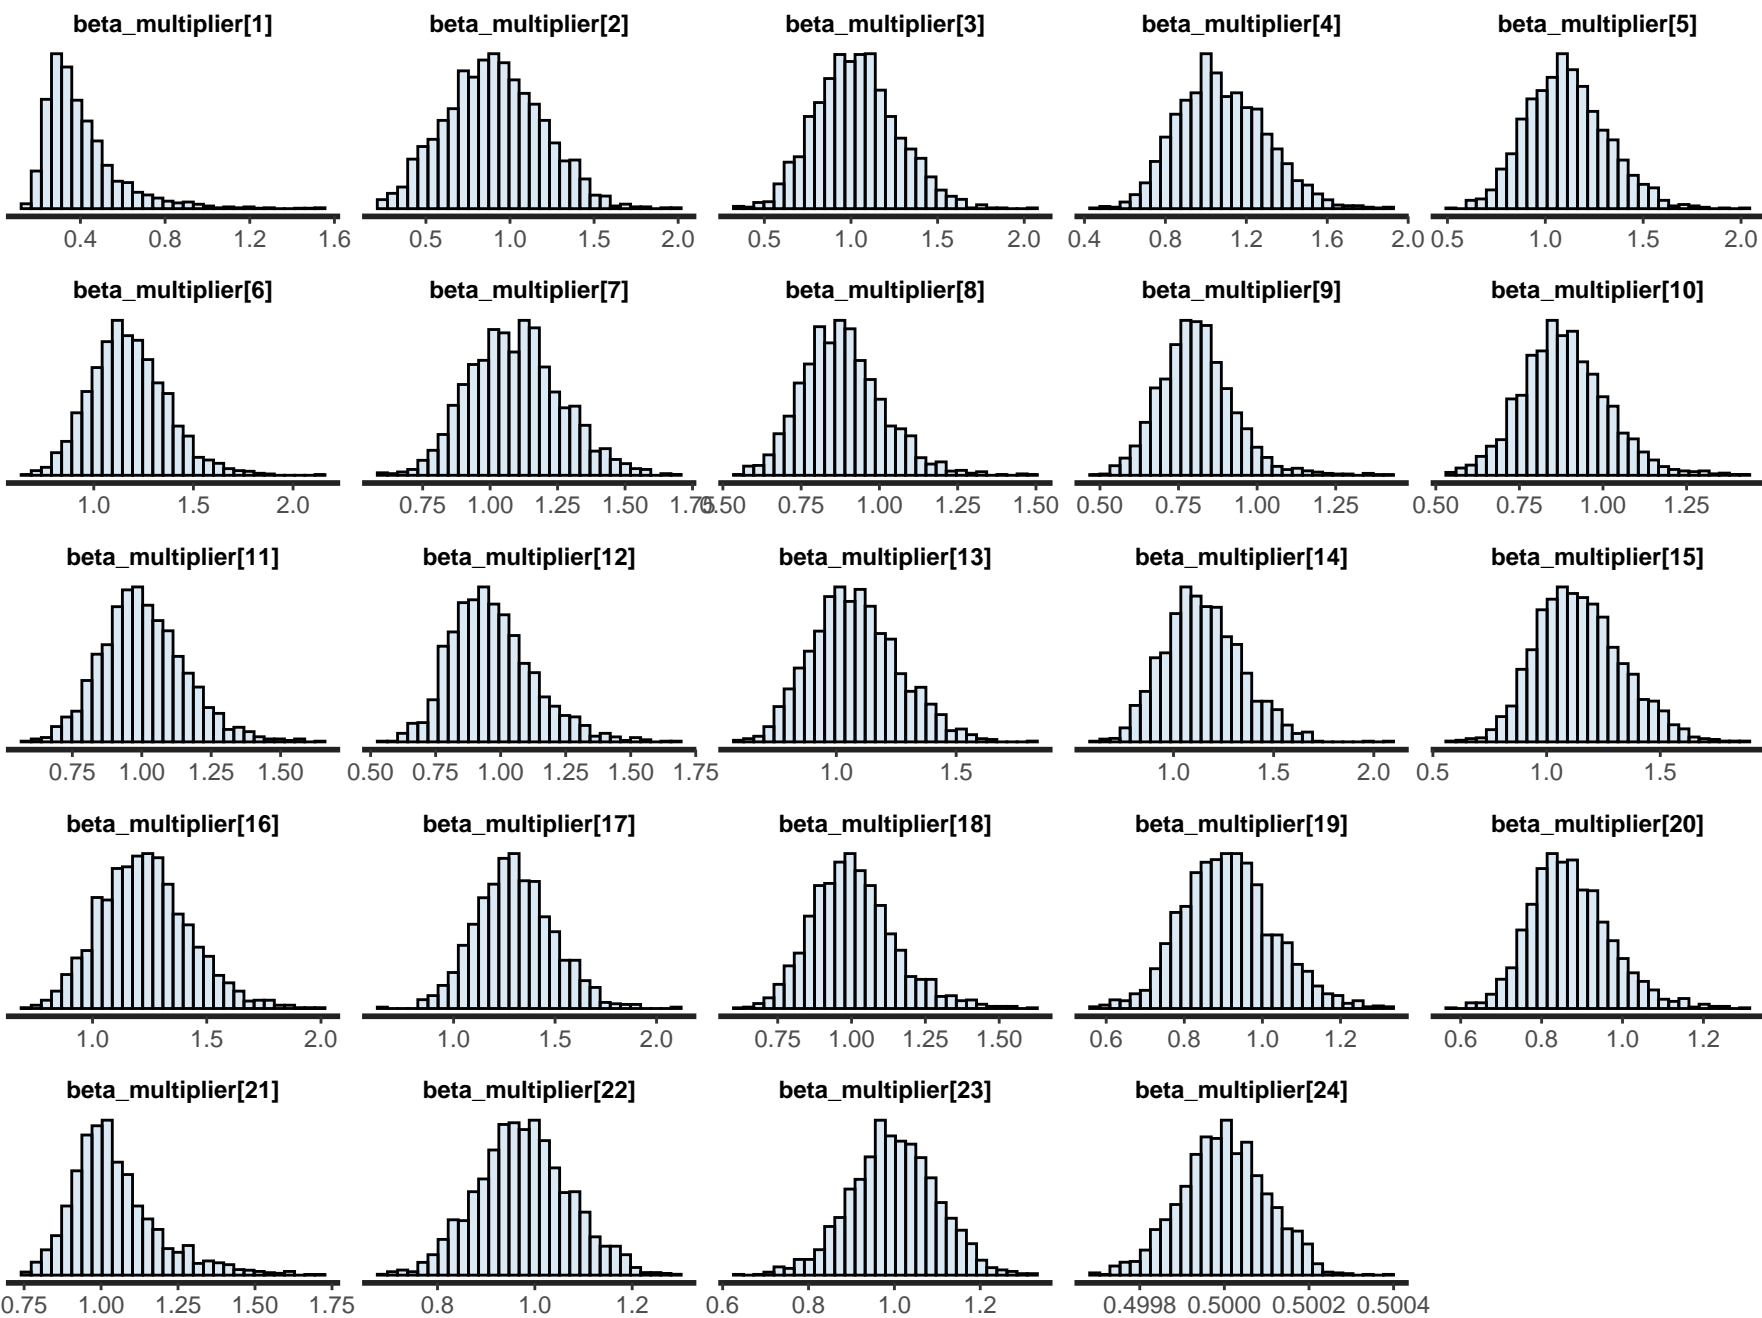 beta_multiplier[1] beta_multiplier[2] beta_multiplier[3] beta_multiplier[4] beta_multiplier[5]
0.4 0.8 1.2 1.6 0.5 1.0 1.5 2.0 0.5 1.0 1.5 2.0 0.4 0.8 1.2 1.6 2.0 0.5 1.0 1.5 2.0
beta_multiplier[6] beta_multiplier[7] beta_multiplier[8] beta_multiplier[9] beta_multiplier[10]
1.0 1.5 2.0 0.75 1.00 1.25 1.50 1.75 0.50 0.75 1.00 1.25 1.50 0.50 0.75 1.00 1.25 0.50 0.75 1.00 1.25
beta_multiplier[11] beta_multiplier[12] beta_multiplier[13] beta_multiplier[14] beta_multiplier[15]
0.75 1.00 1.25 1.50 0.50 0.75 1.00 1.25 1.50 1.75 1.0 1.5 1.0 1.5 2.0 0.5 1.0 1.5
beta_multiplier[16] beta_multiplier[17] beta_multiplier[18] beta_multiplier[19] beta_multiplier[20]
1.0 1.5 2.0 1.0 1.5 2.0 0.75 1.00 1.25 1.50 0.6 0.8 1.0 1.2 0.6 0.8 1.0 1.2
beta_multiplier[21] beta_multiplier[22] beta_multiplier[23] beta_multiplier[24]
0.75 1.00 1.25 1.50 1.75 0.8 1.0 1.2 0.6 0.8 1.0 1.2 0.4998 0.5000 0.5002 0.5004